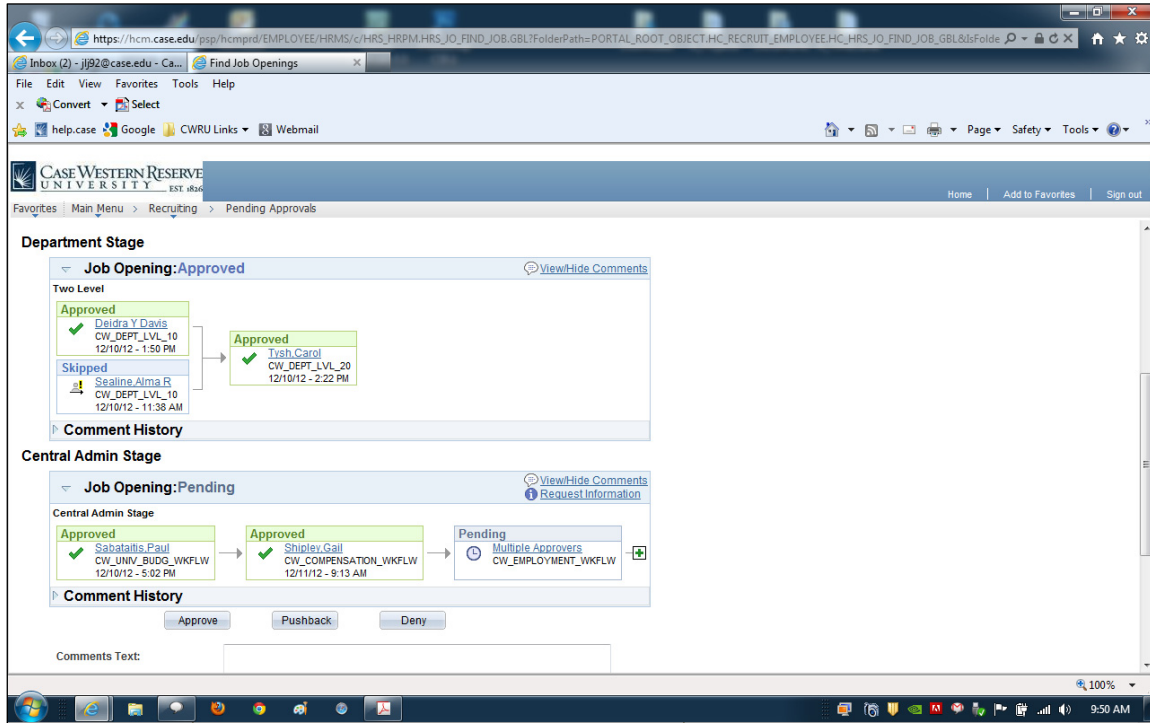 https://hcm.case.edu/psp/hcmprd/EMPLOYEE/HRMS/c/HRS_HRPM.HRS_JO_FIND_JOB.GBL?FolderPath=PORTAL_ROOT_OBJECT.HC_RECRUIT_EMPLOYEE.HC_HRS_JO_FIND_JOB_GBL&IsFolde
Inbox (2) - jlj92@case.edu - Ca... Find Job Openings
File Edit View Favorites Tools Help
Convert Select
help.case Google CWRU Links Webmail Page Safety Tools
CASE WESTERN RESERVE
UNIVERSITY EST. 1826
Home | Add to Favorites | Sign out
Favorites Main Menu > Recruiting > Pending Approvals
Department Stage
Job Opening:Approved View/Hide Comments
Two Level
Approved
Deidra Y Davis
CW_DEPT_LVL_10
12/10/12 - 1:50 PM
Skipped
Sealine,Alma R
CW_DEPT_LVL_10
12/10/12 - 11:38 AM
Approved
Tysh,Carol
CW_DEPT_LVL_20
12/10/12 - 2:22 PM
Comment History
Central Admin Stage
Job Opening:Pending View/Hide Comments
Request Information
Central Admin Stage
Approved
Sabataitis,Paul
CW_UNIV_BUDG_WKFLW
12/10/12 - 5:02 PM
Approved
Shipley,Gail
CW_COMPENSATION_WKFLW
12/11/12 - 9:13 AM
Pending
Multiple Approvers
CW_EMPLOYMENT_WKFLW
Comment History
Approve Pushback Deny
Comments Text:
100%
9:50 AM